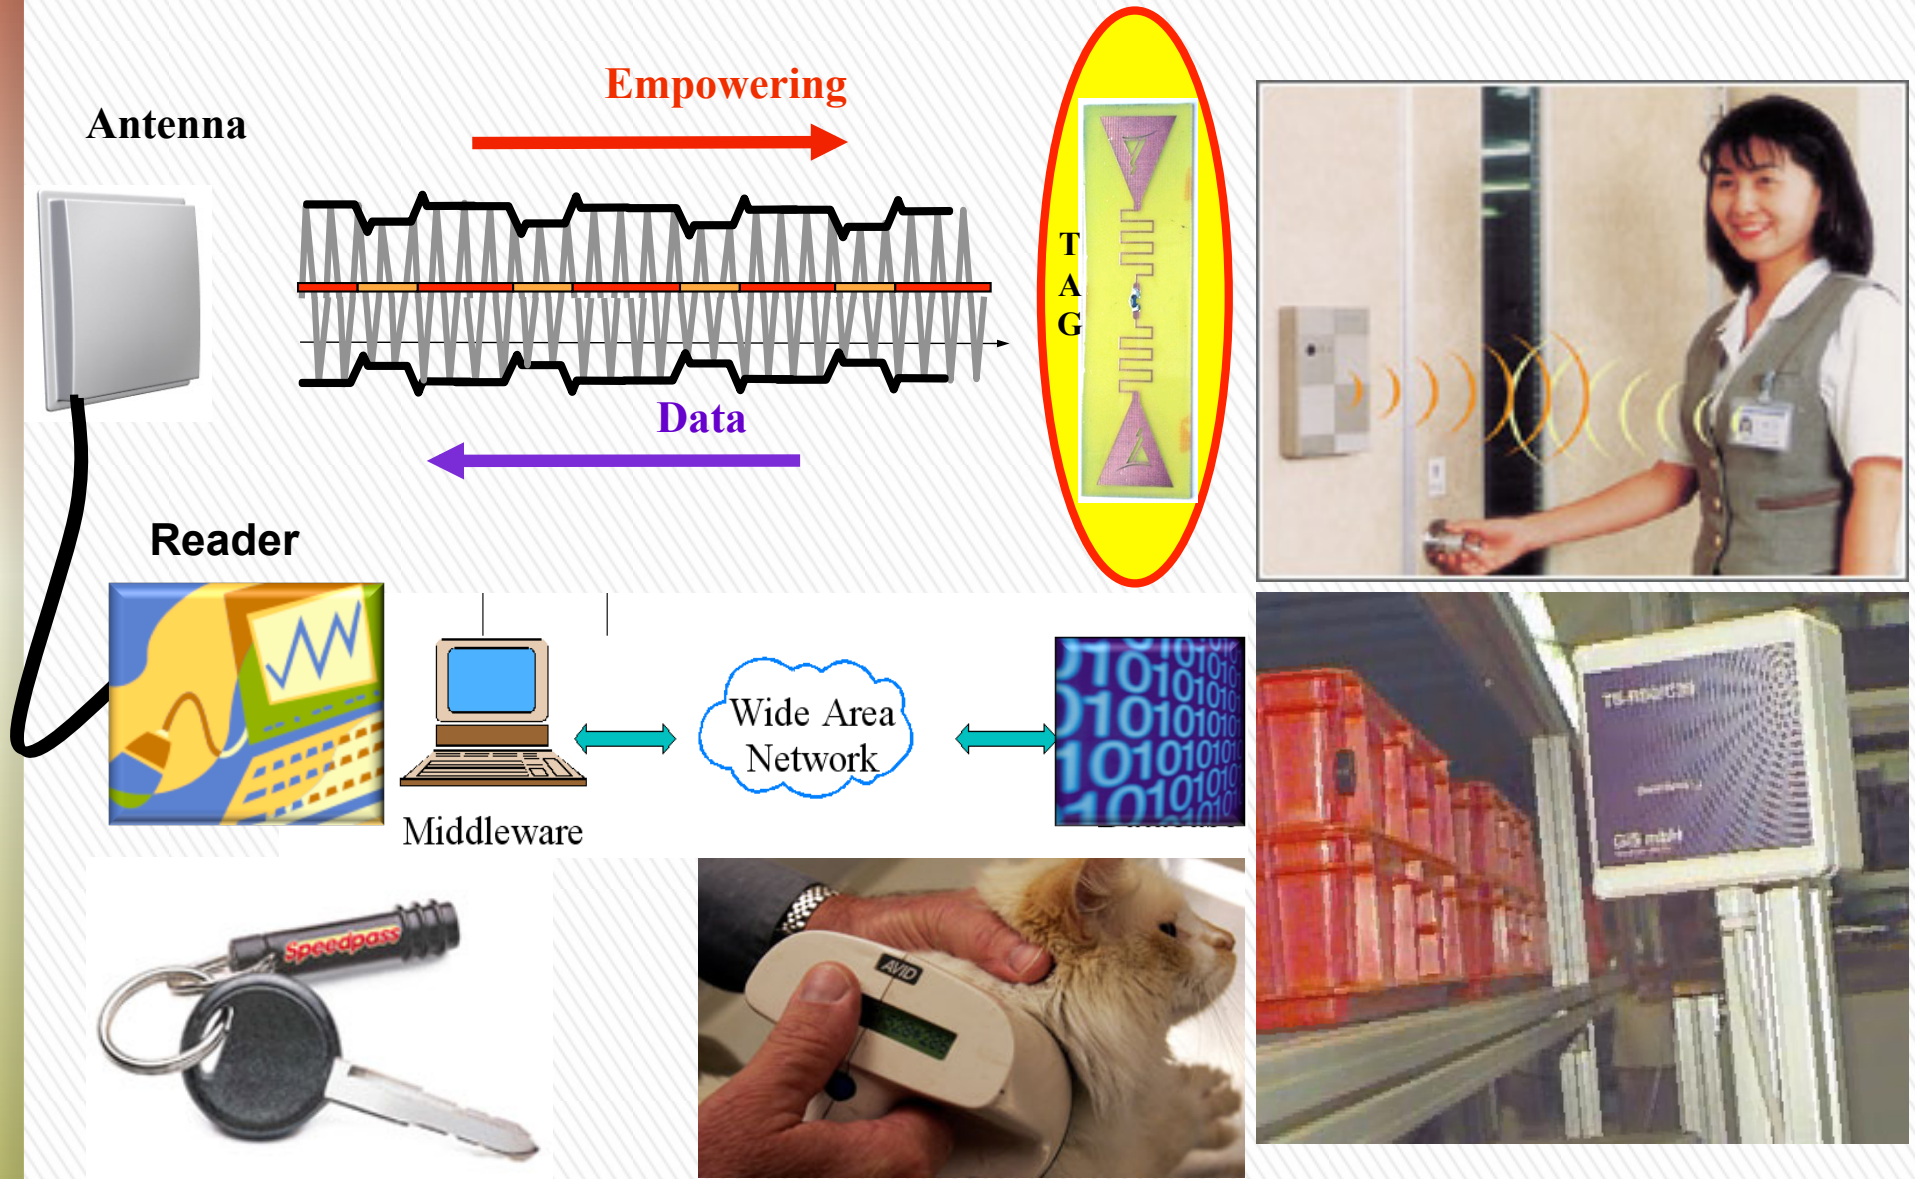 Empowering
Antenna
T
A
G
Data
Reader
Wide Area
Network
Middleware
Speedpass
AVID